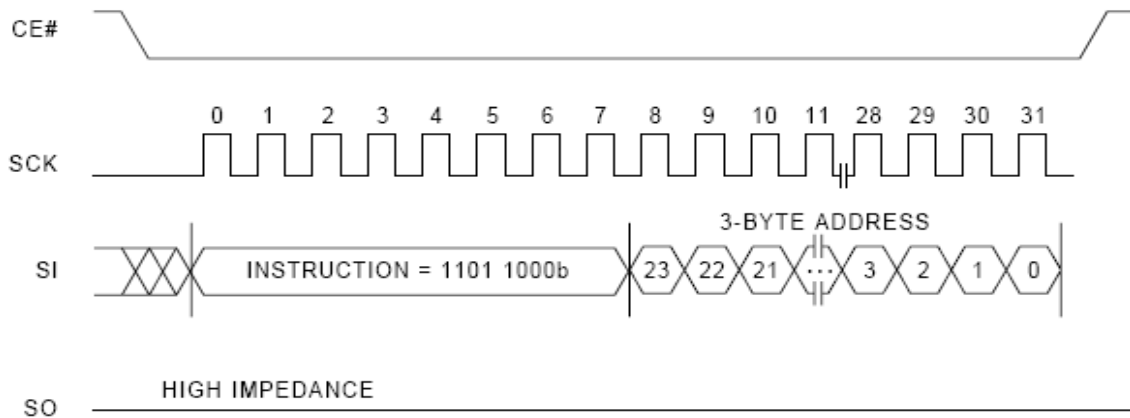 CE#
0 1 2 3 4 5 6 7 8 9 10 11 28 29 30 31
SCK
3-BYTE ADDRESS
SI INSTRUCTION = 1101 1000b 23 22 21 ... 3 2 1 0
HIGH IMPEDANCE
SO